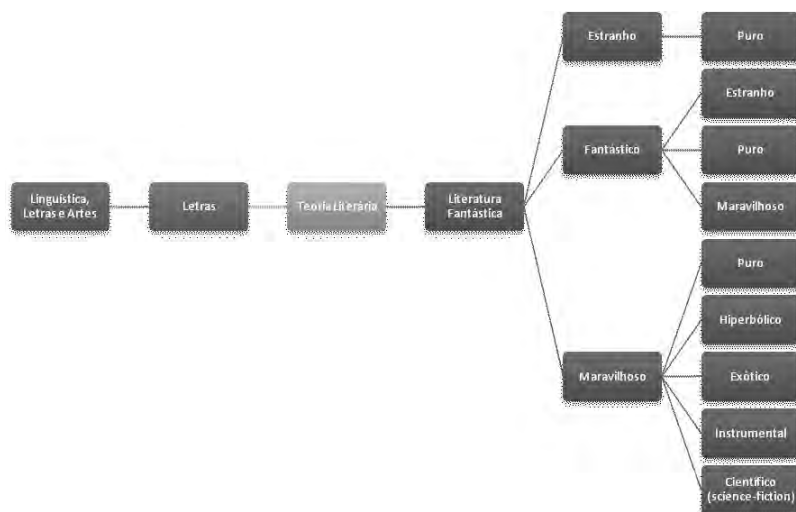 Estranho
Puro
Estranho
Fantástico
Puro
Linguística,
Letras e Artes
Letras
Teoria Literária
Literatura
Fantástica
Maravilhoso
Puro
Hiperbólico
Maravilhoso
Exótico
Instrumental
Científico
(science-fiction)